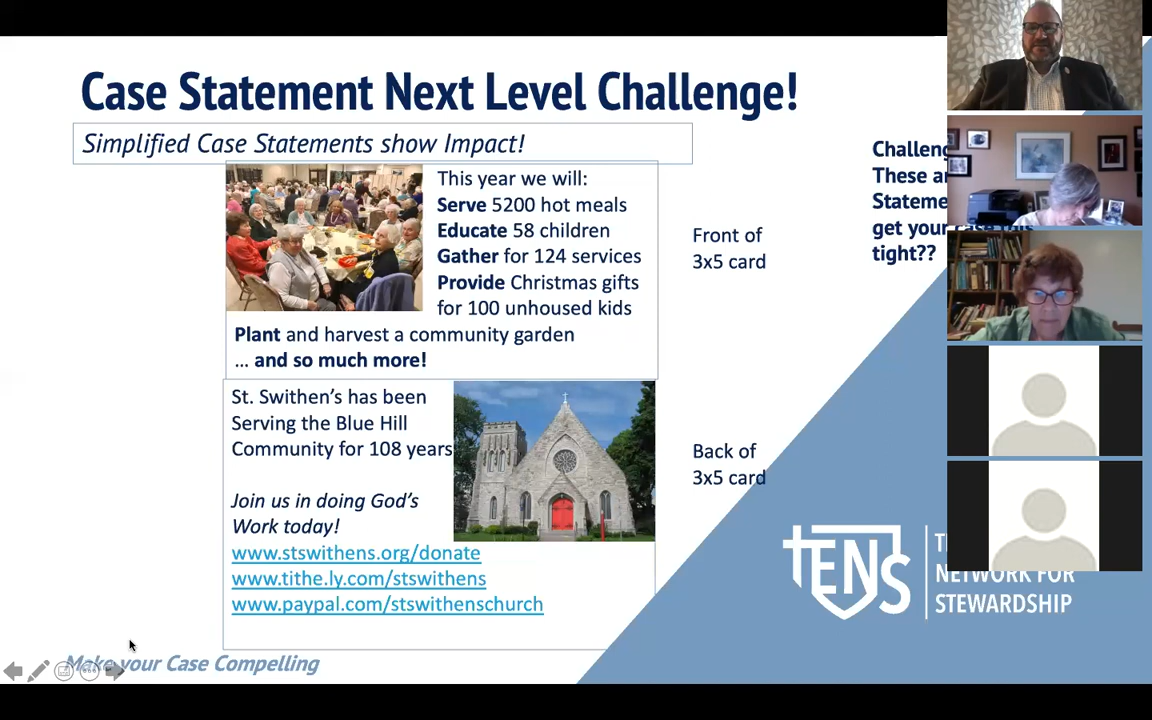 Case Statement Next Level Challenge!
Simplified Case Statements show Impact!
This year we will:
Serve 5200 hot meals
Educate 58 children
Gather for 124 services
Provide Christmas gifts
for 100 unhoused kids
Plant and harvest a community garden
... and so much more!
Front of
3x5 card
These
get your
tight??
St. Swithen's has been
Serving the Blue Hill
Community for 108 years
Join us in doing God's
Work today!
www.stswithens.org/donate
www.tithe.ly.com/stswithens
www.paypal.com/stswithenschurch
Back of
3x5 card
TENS
NETWORK FOR
STEWARDSHIP
Make your Case Compelling